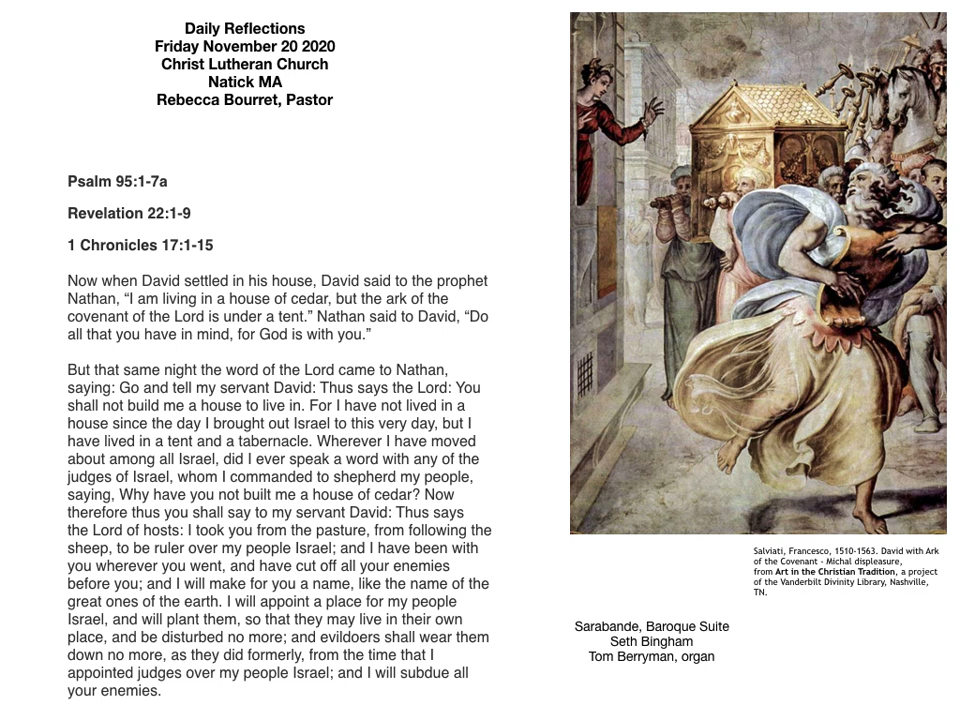 Daily Reflections
Friday November 20 2020
Christ Lutheran Church
Natick MA
Rebecca Bourret, Pastor
Psalm 95:1-7a
Revelation 22:1-9
1 Chronicles 17:1-15
Now when David settled in his house, David said to the prophet
Nathan, “I am living in a house of cedar, but the ark of the
covenant of the Lord is under a tent.” Nathan said to David, “Do
all that you have in mind, for God is with you.”
But that same night the word of the Lord came to Nathan,
saying: Go and tell my servant David: Thus says the Lord: You
shall not build me a house to live in. For I have not lived in a
house since the day I brought out Israel to this very day, but I
have lived in a tent and a tabernacle. Wherever I have moved
about among all Israel, did I ever speak a word with any of the
judges of Israel, whom I commanded to shepherd my people,
saying, Why have you not built me a house of cedar? Now
therefore thus you shall say to my servant David: Thus says
the Lord of hosts: I took you from the pasture, from following the
sheep, to be ruler over my people Israel; and I have been with
you wherever you went, and have cut off all your enemies
before you; and I will make for you a name, like the name of the
great ones of the earth. I will appoint a place for my people
Israel, and will plant them, so that they may live in their own
place, and be disturbed no more; and evildoers shall wear them
down no more, as they did formerly, from the time that I
appointed judges over my people Israel; and I will subdue all
your enemies.
Salviati, Francesco, 1510-1563. David with Ark
of the Covenant - Michal displeasure,
from Art in the Christian Tradition, a project
of the Vanderbilt Divinity Library, Nashville,
TN.
Sarabande, Baroque Suite
Seth Bingham
Tom Berryman, organ